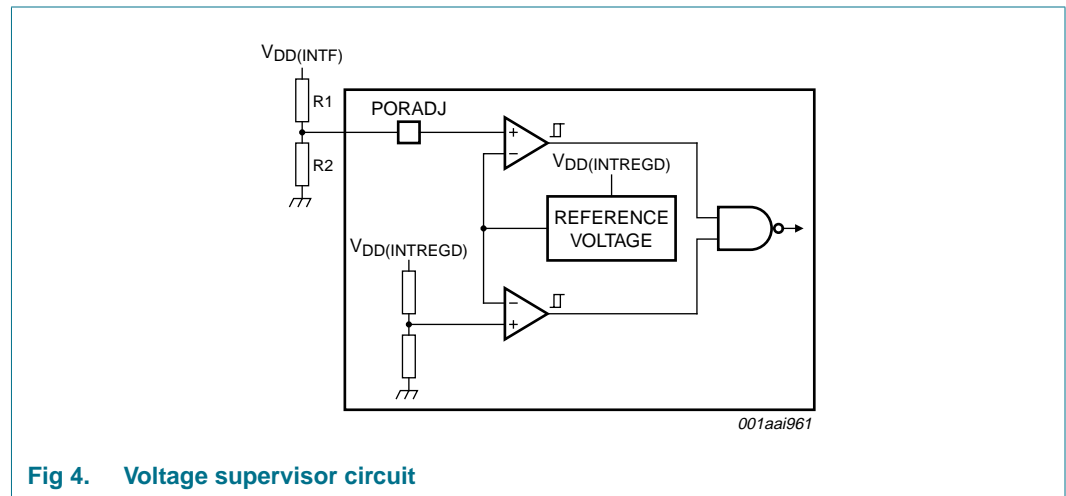 VDD(INTF)
R1
PORADJ
+
−
R2
VDD(INTREGD)
REFERENCE
VOLTAGE
VDD(INTREGD)
−
+
001aai961
Fig 4. Voltage supervisor circuit